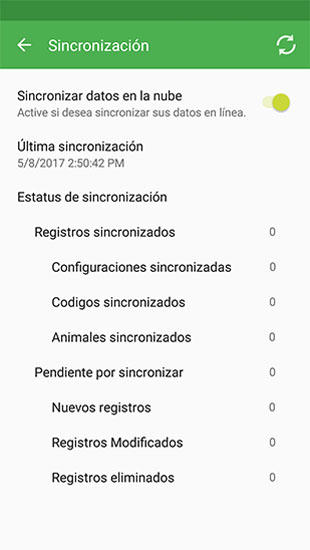 Sincronización
Sincronizar datos en la nube
Active si desea sincronizar sus datos en línea.
Última sincronización
5/8/2017 2:50:42 PM
Estatus de sincronización
Registros sincronizados 0
Configuraciones sincronizadas 0
Codigos sincronizados 0
Animales sincronizados 0
Pendiente por sincronizar 0
Nuevos registros 0
Registros Modificados 0
Registros eliminados 0